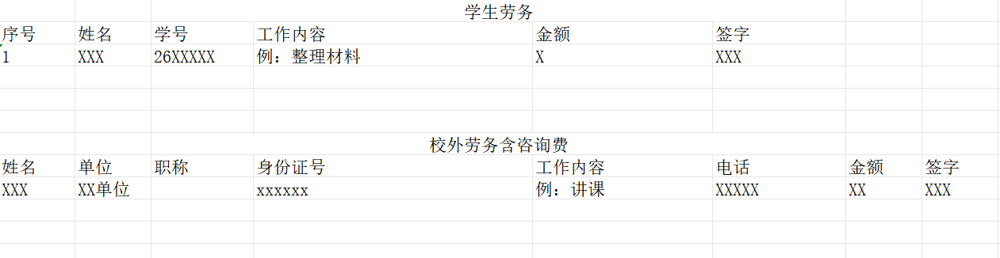 学生劳务
序号 姓名 学号 工作内容 金额 签字
1 XXX 26XXXXX 例：整理材料 X XXX
校外劳务含咨询费
姓名 单位 职称 身份证号 工作内容 电话 金额 签字
XXX XX单位 xxxxxx 例：讲课 XXXXX XX XXX